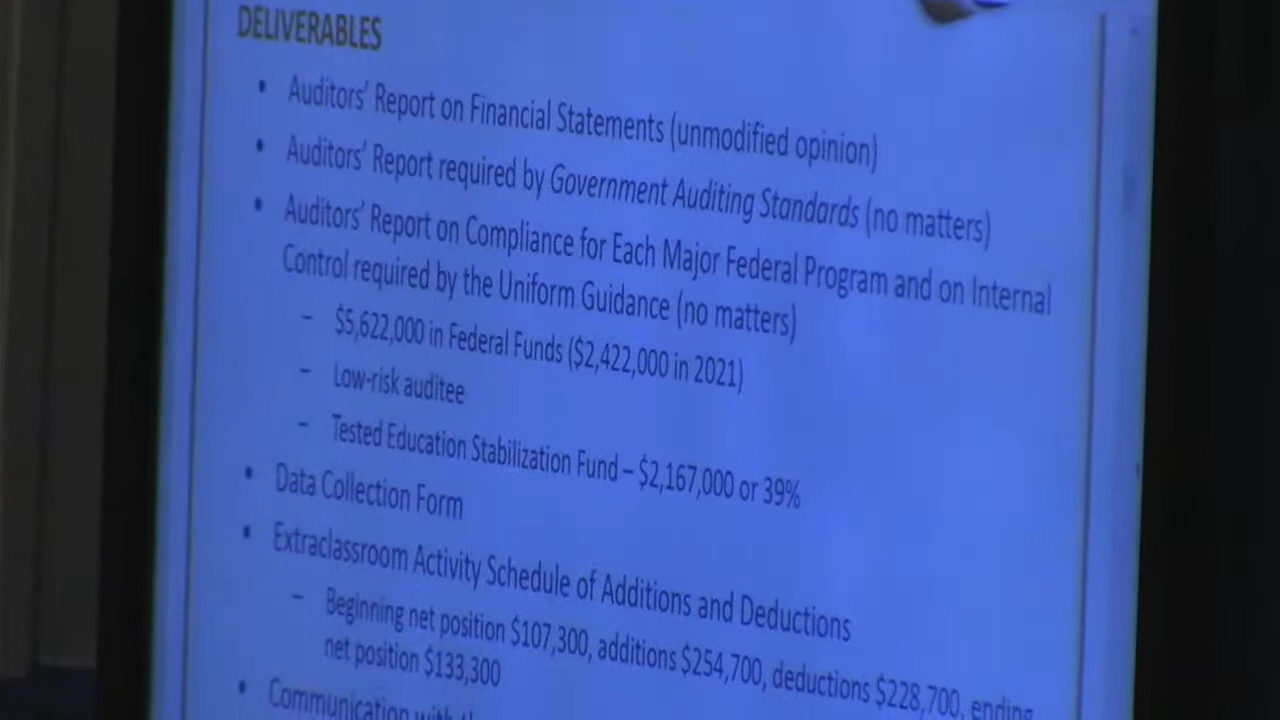 DELIVERABLES
• Auditors' Report on Financial Statements (unmodified opinion)
• Auditors' Report required by Government Auditing Standards (no matters)
• Auditors' Report on Compliance for Each Major Federal Program and on Internal
Control required by the Uniform Guidance (no matters)
– $5,622,000 in Federal Funds ($2,422,000 in 2021)
– Low-risk auditee
– Tested Education Stabilization Fund – $2,167,000 or 39%
• Data Collection Form
• Extraclassroom Activity Schedule of Additions and Deductions
– Beginning net position $107,300, additions $254,700, deductions $228,700, ending
net position $133,300
• Communication with